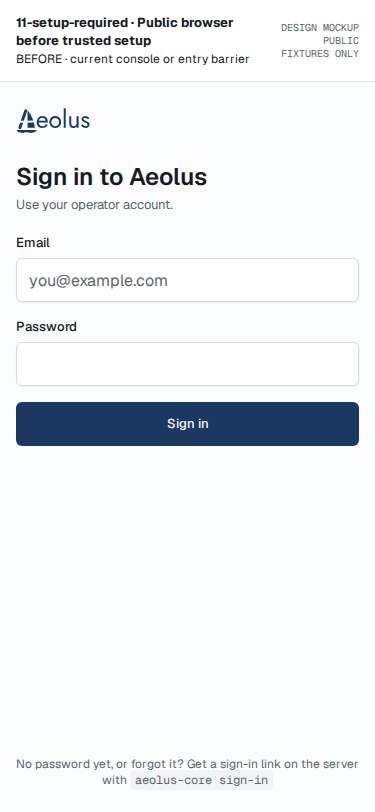 11-setup-required · Public browser
before trusted setup
BEFORE · current console or entry barrier
DESIGN MOCKUP
PUBLIC
FIXTURES ONLY
Aeolus
Sign in to Aeolus
Use your operator account.
Email
you@example.com
Password
Sign in
No password yet, or forgot it? Get a sign-in link on the server
with aeolus-core sign-in